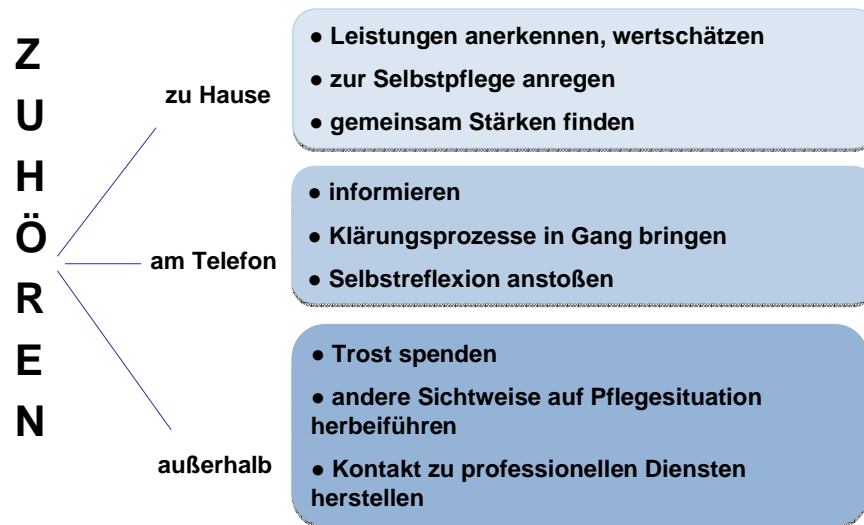 ZUHÖREN
zu Hause
● Leistungen anerkennen, wertschätzen
● zur Selbstpflege anregen
● gemeinsam Stärken finden
am Telefon
● informieren
● Klärungsprozesse in Gang bringen
● Selbstreflexion anstoßen
außerhalb
● Trost spenden
● andere Sichtweise auf Pflegesituation
herbeiführen
● Kontakt zu professionellen Diensten
herstellen